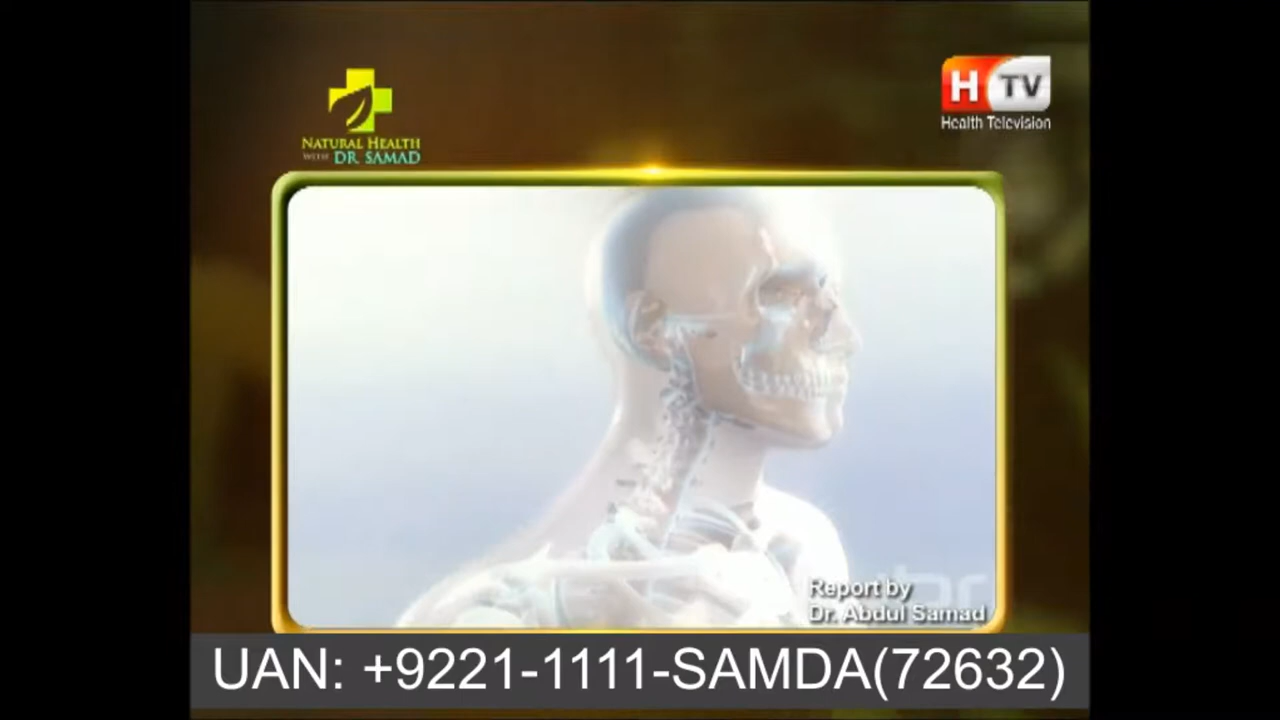 NATURAL HEALTH
WITH DR SAMAD
H TV
Health Television
Report by
Dr. Abdul Samad
UAN: +9221-1111-SAMDA(72632)